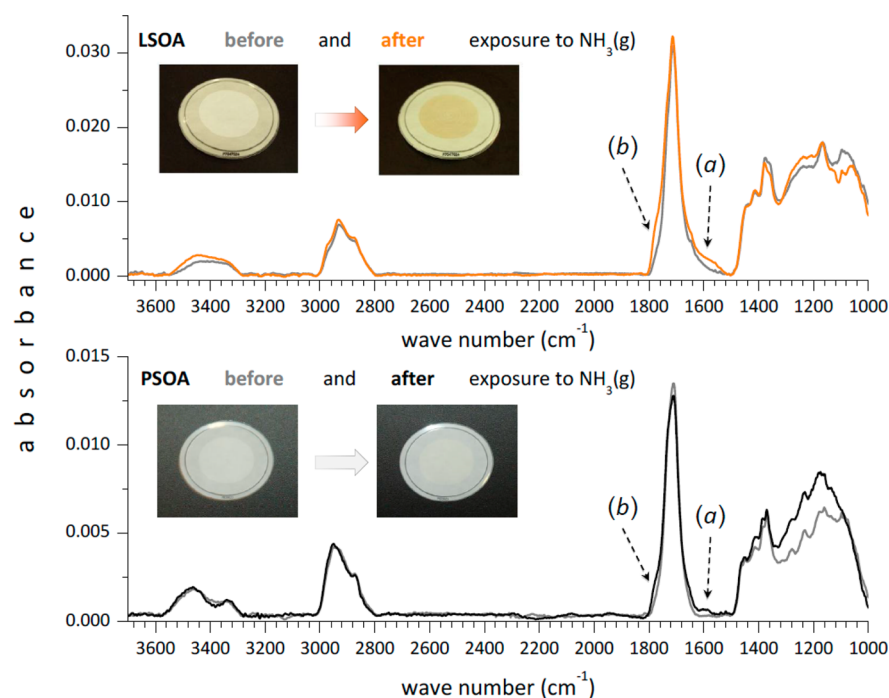 LSOA before and after exposure to NH3(g)
0.030
0.020
0.010
0.000
(b)
(a)
3600 3400 3200 3000 2800 2600 2400 2200 2000 1800 1600 1400 1200 1000
wave number (cm-1)
absorbance
0.015
PSOA before and after exposure to NH3(g)
0.010
0.005
0.000
(b)
(a)
3600 3400 3200 3000 2800 2600 2400 2200 2000 1800 1600 1400 1200 1000
wave number (cm-1)